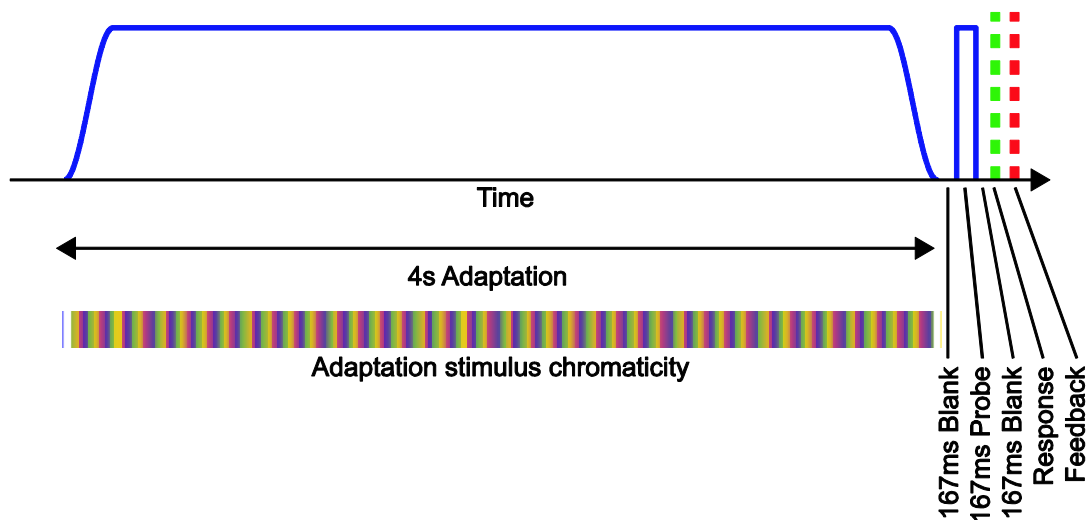 Time
4s Adaptation
Adaptation stimulus chromaticity
167ms Blank
167ms Probe
167ms Blank
Response
Feedback